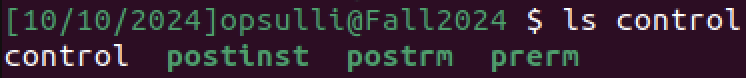 [10/10/2024]opsulli@Fall2024 $ ls control
control  postinst  postrm  prerm